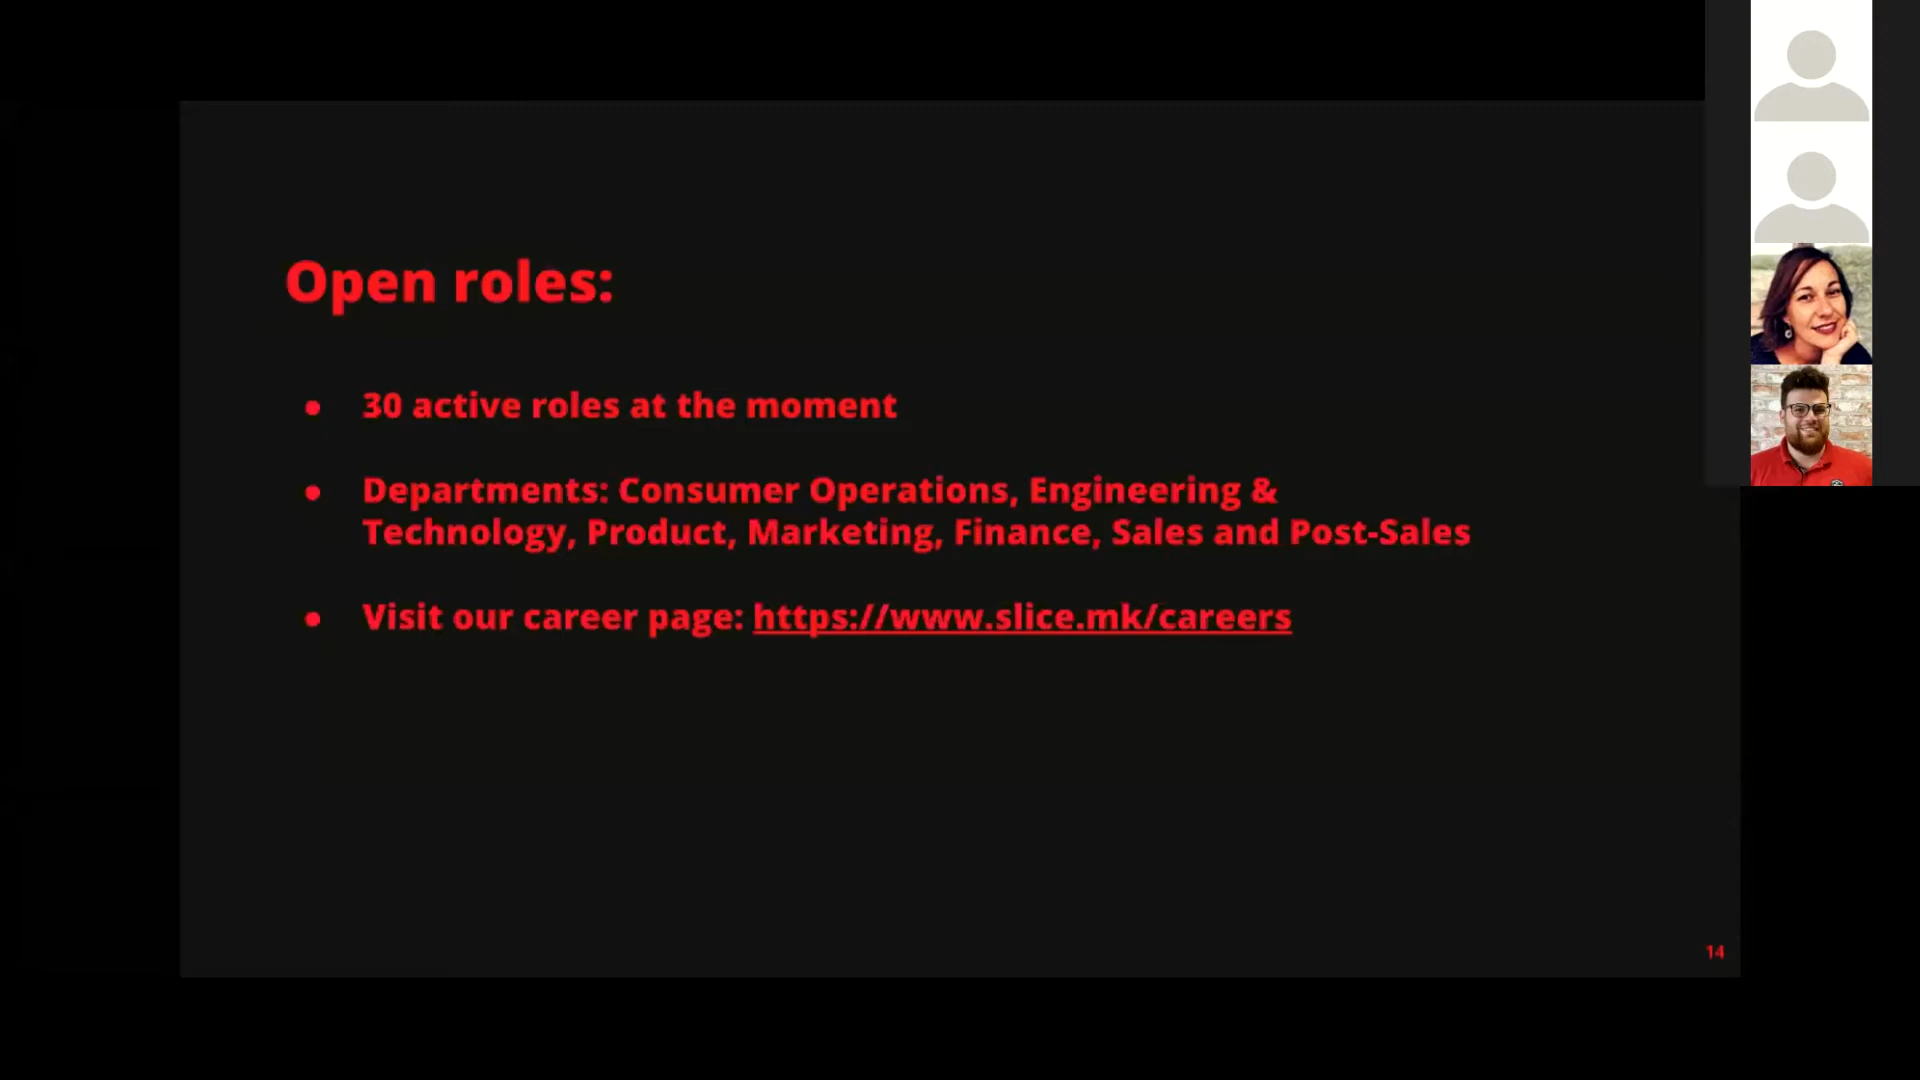 Open roles:
● 30 active roles at the moment
● Departments: Consumer Operations, Engineering &
Technology, Product, Marketing, Finance, Sales and Post-Sales
● Visit our career page: https://www.slice.mk/careers
14